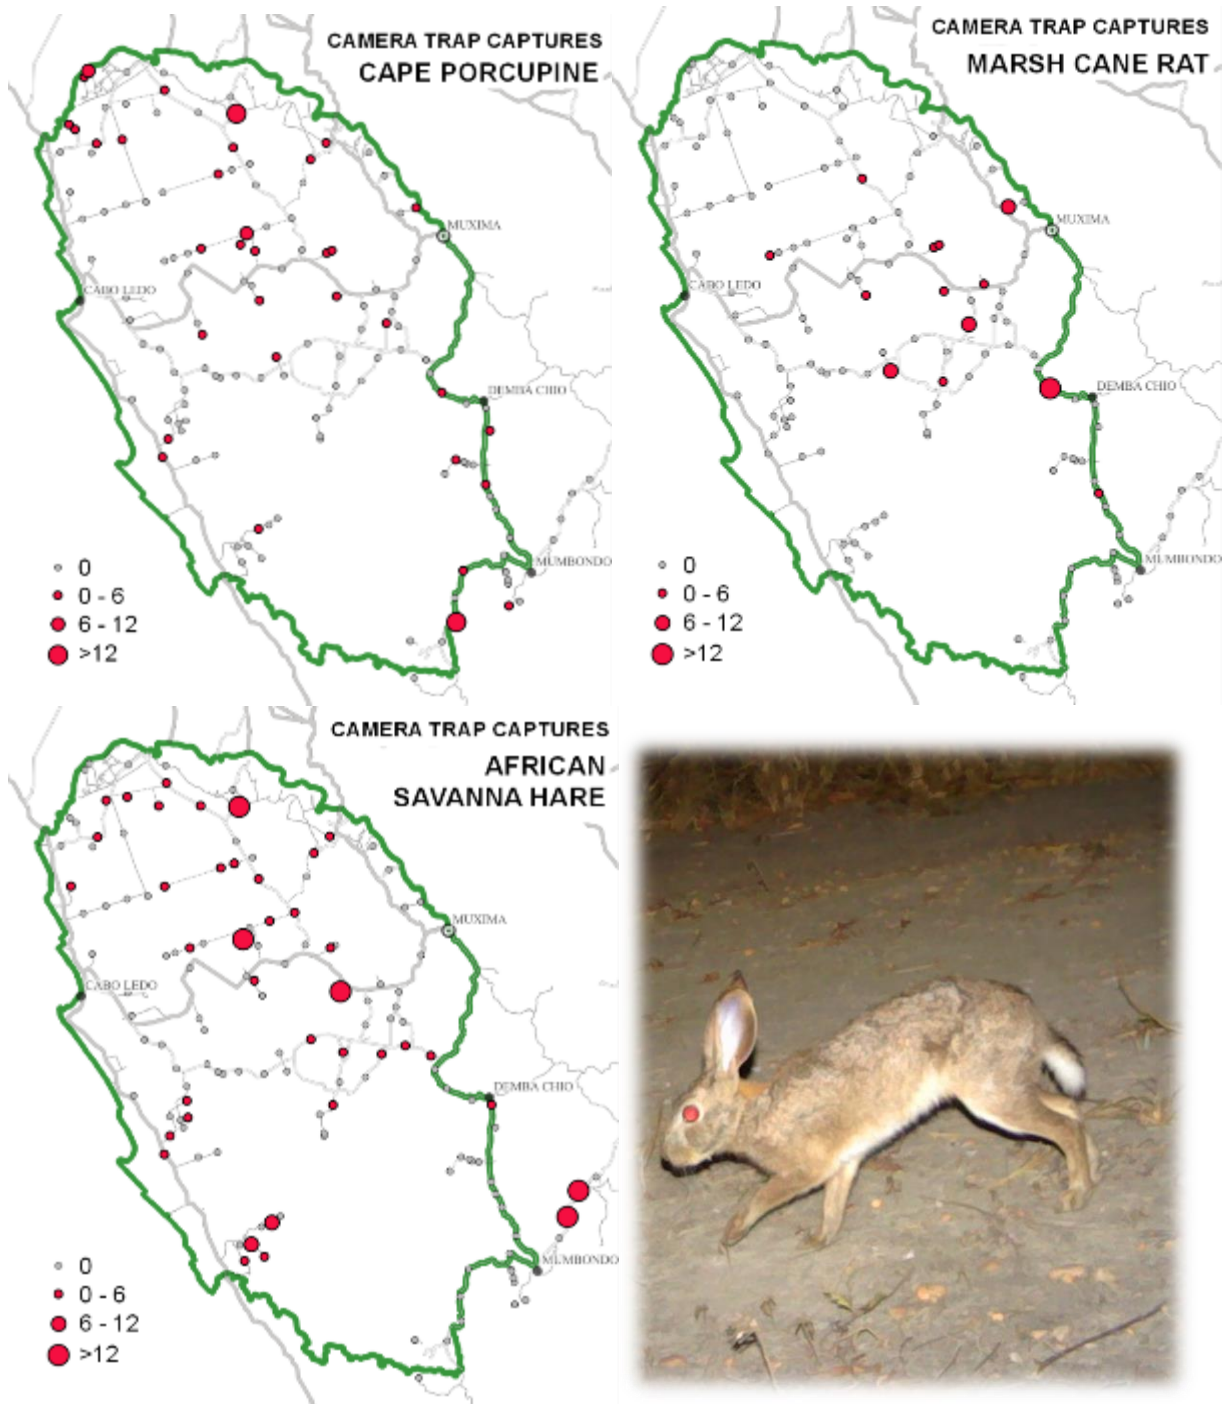 CAMERA TRAP CAPTURES
CAPE PORCUPINE
MUXIMA
CABO LEDO
DEMBA CHIO
MUMBONDO
0
0 - 6
6 - 12
>12
CAMERA TRAP CAPTURES
MARSH CANE RAT
MUXIMA
CABO LEDO
DEMBA CHIO
MUMBONDO
0
0 - 6
6 - 12
>12
CAMERA TRAP CAPTURES
AFRICAN
SAVANNA HARE
MUXIMA
CABO LEDO
DEMBA CHIO
MUMBONDO
0
0 - 6
6 - 12
>12